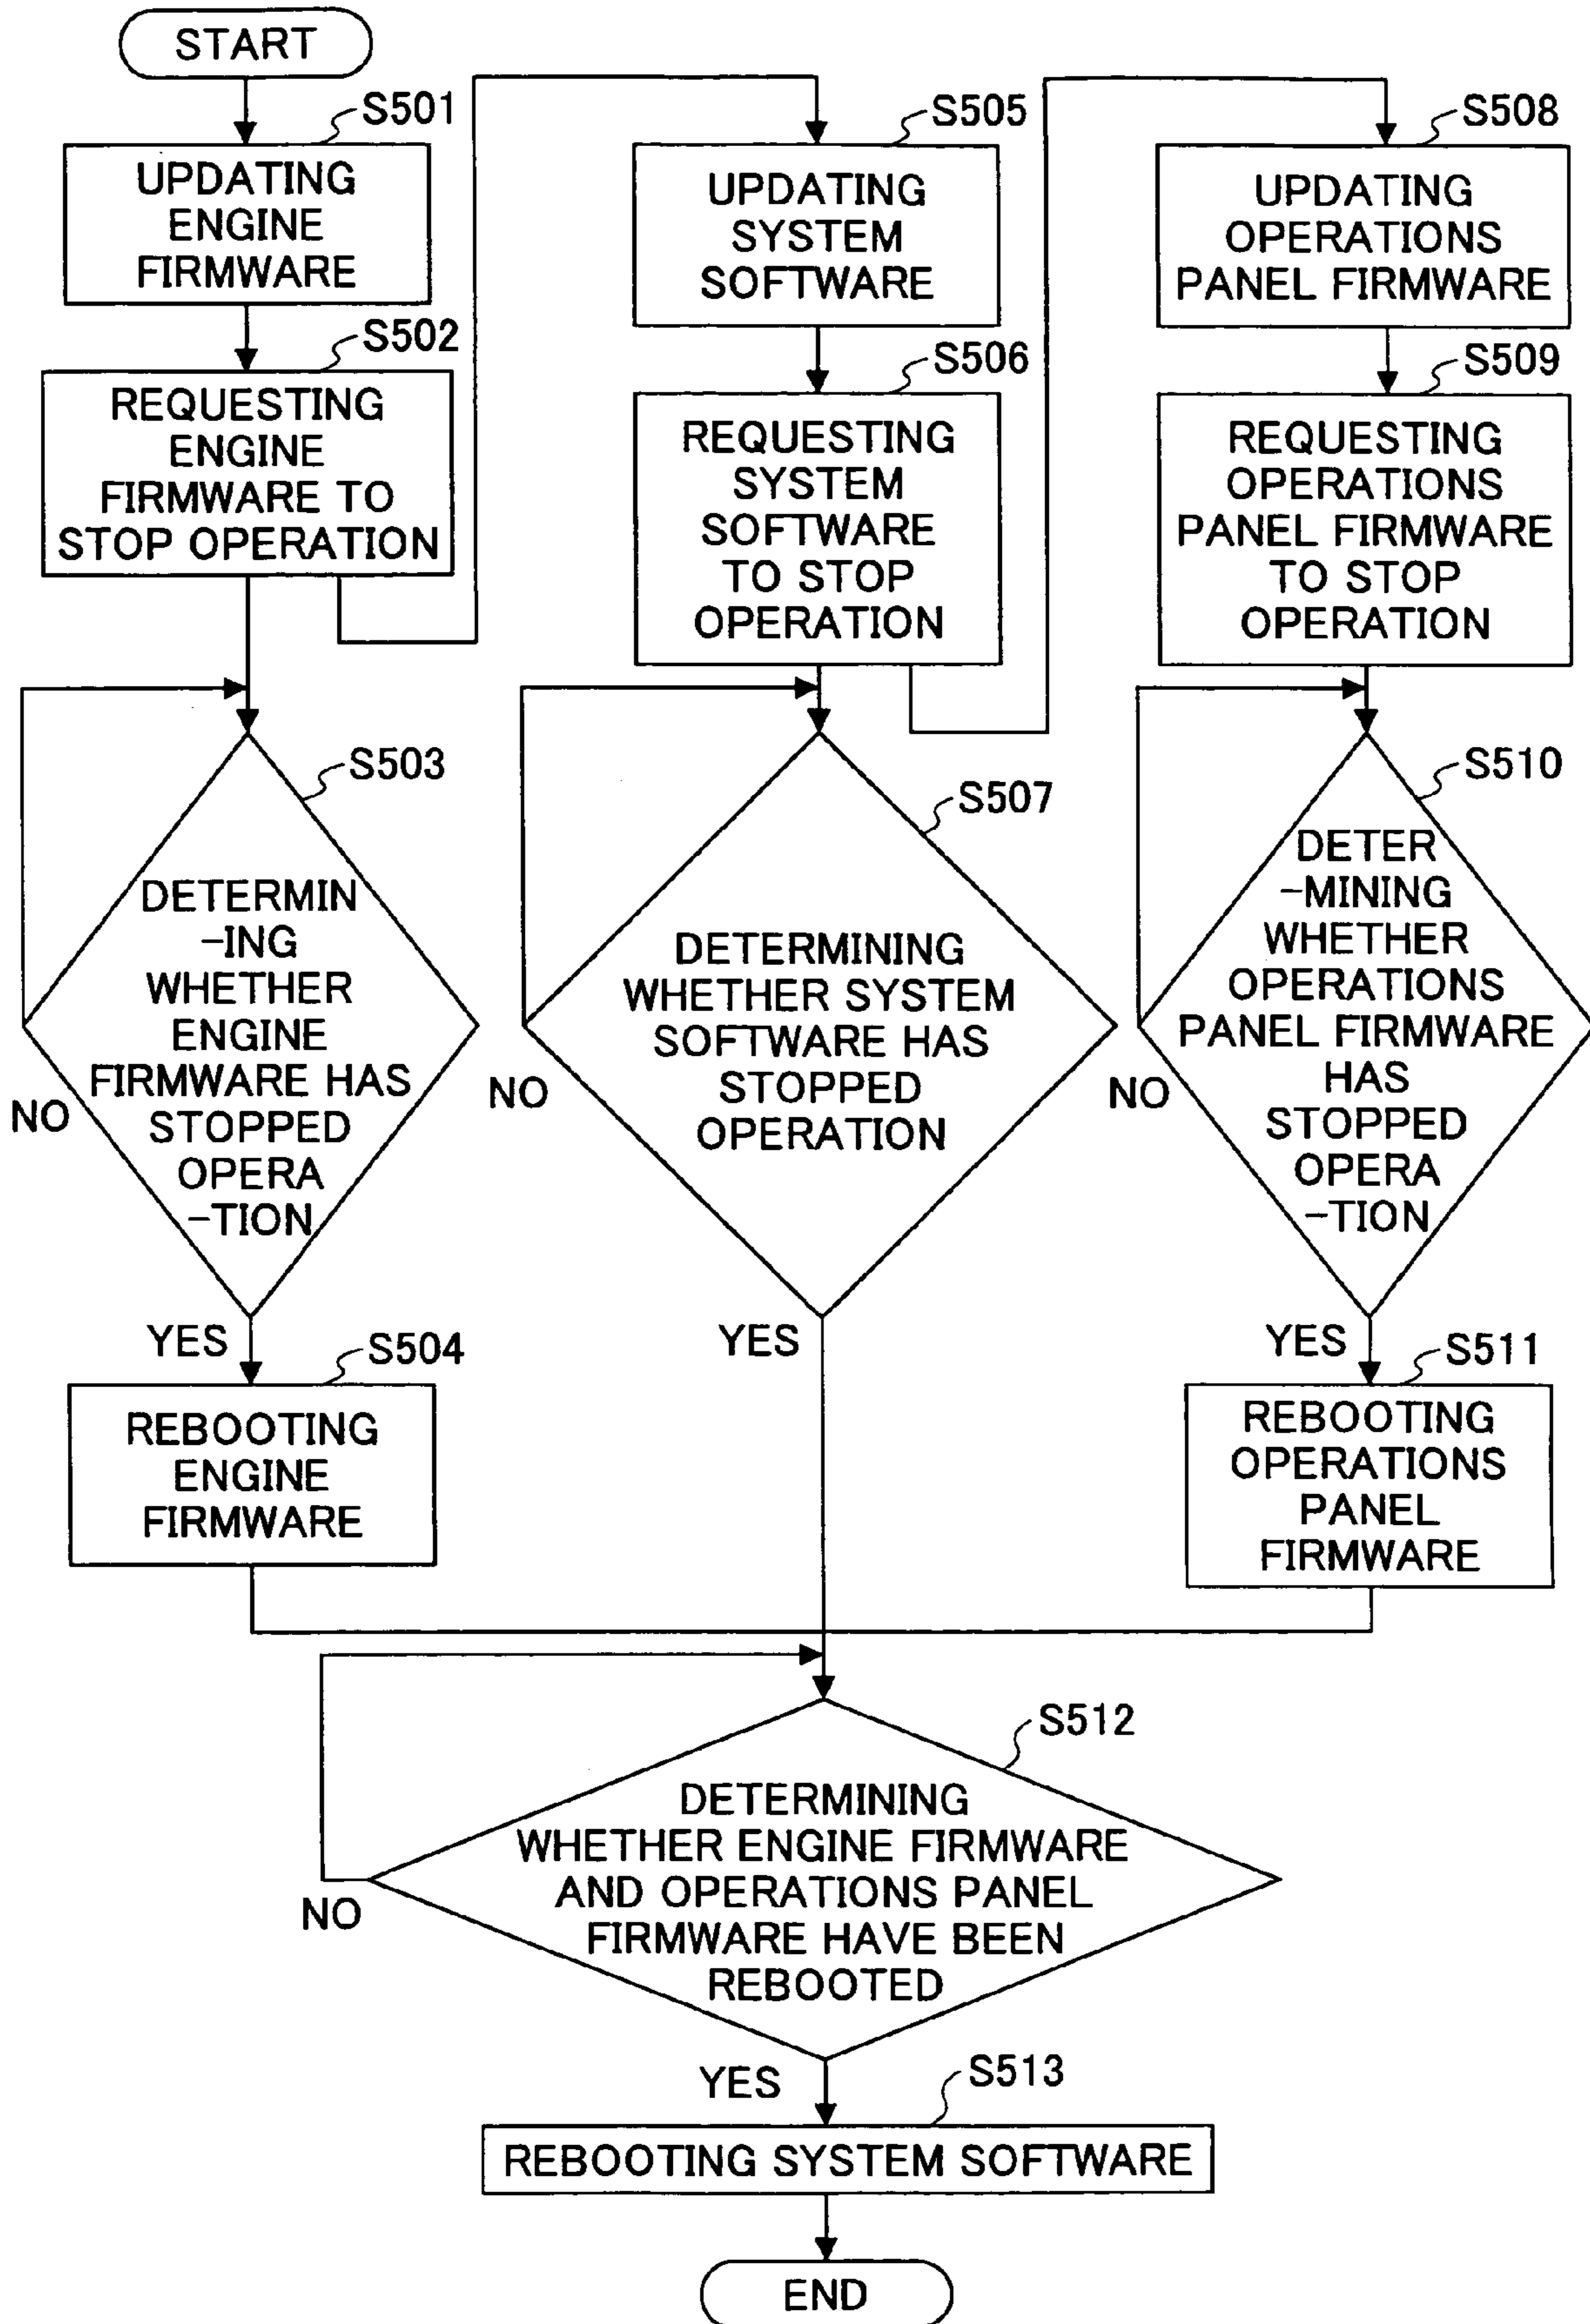 START
S501
UPDATING
ENGINE
FIRMWARE
S502
REQUESTING
ENGINE
FIRMWARE TO
STOP OPERATION
S503
DETERMIN
-ING
WHETHER
ENGINE
FIRMWARE HAS
STOPPED
OPERA
-TION
NO
YES
S504
REBOOTING
ENGINE
FIRMWARE
S505
UPDATING
SYSTEM
SOFTWARE
S506
REQUESTING
SYSTEM
SOFTWARE
TO STOP
OPERATION
S507
DETERMINING
WHETHER SYSTEM
SOFTWARE HAS
STOPPED
OPERATION
NO
YES
S508
UPDATING
OPERATIONS
PANEL FIRMWARE
S509
REQUESTING
OPERATIONS
PANEL FIRMWARE
TO STOP
OPERATION
S510
DETER
-MINING
WHETHER
OPERATIONS
PANEL FIRMWARE
HAS
STOPPED
OPERA
-TION
NO
YES
S511
REBOOTING
OPERATIONS
PANEL
FIRMWARE
S512
DETERMINING
WHETHER ENGINE FIRMWARE
AND OPERATIONS PANEL
FIRMWARE HAVE BEEN
REBOOTED
NO
YES
S513
REBOOTING SYSTEM SOFTWARE
END